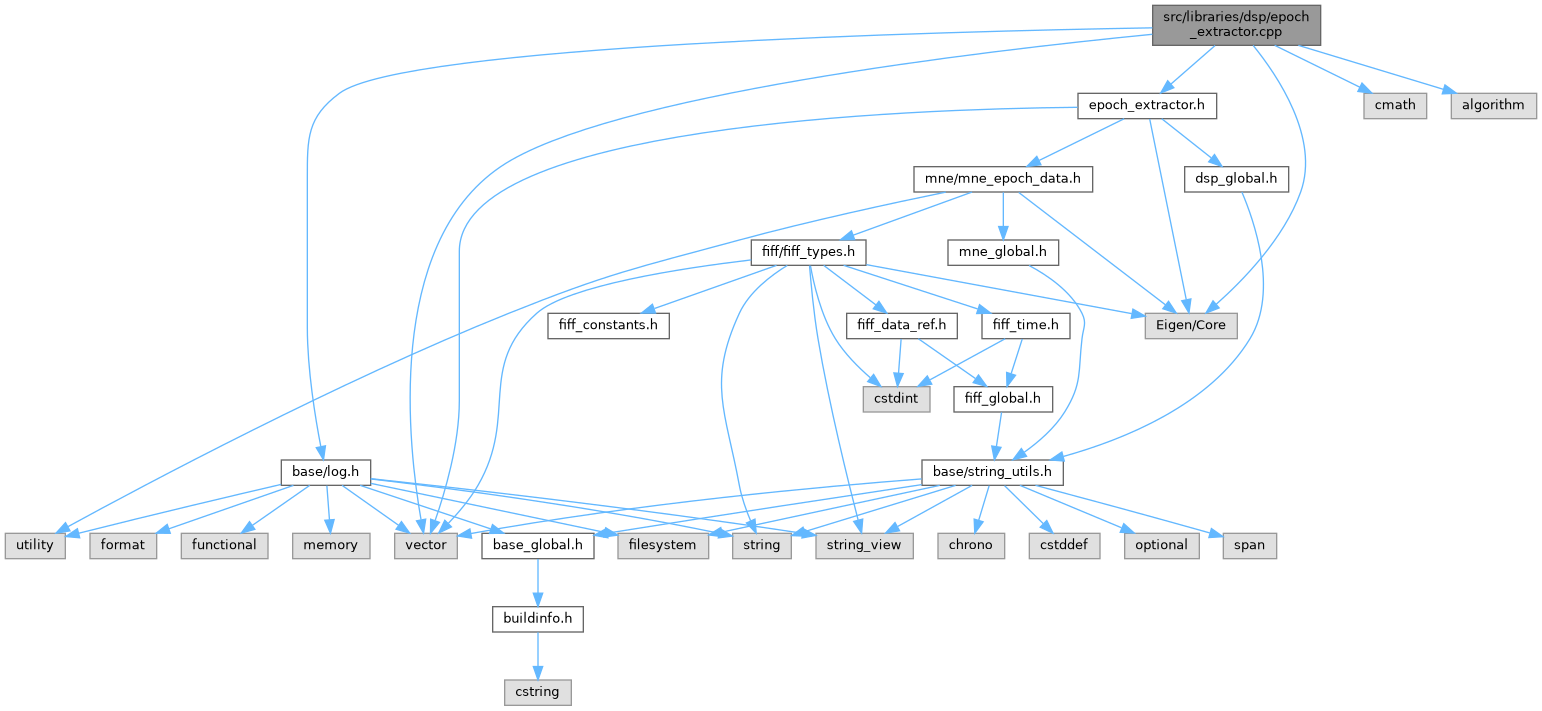 src/libraries/dsp/epoch
_extractor.cpp
epoch_extractor.h
cmath
algorithm
mne/mne_epoch_data.h
dsp_global.h
fiff/fiff_types.h
mne_global.h
fiff_constants.h
fiff_data_ref.h
fiff_time.h
Eigen/Core
cstdint
fiff_global.h
base/log.h
base/string_utils.h
utility
format
functional
memory
vector
base_global.h
filesystem
string
string_view
chrono
cstddef
optional
span
buildinfo.h
cstring